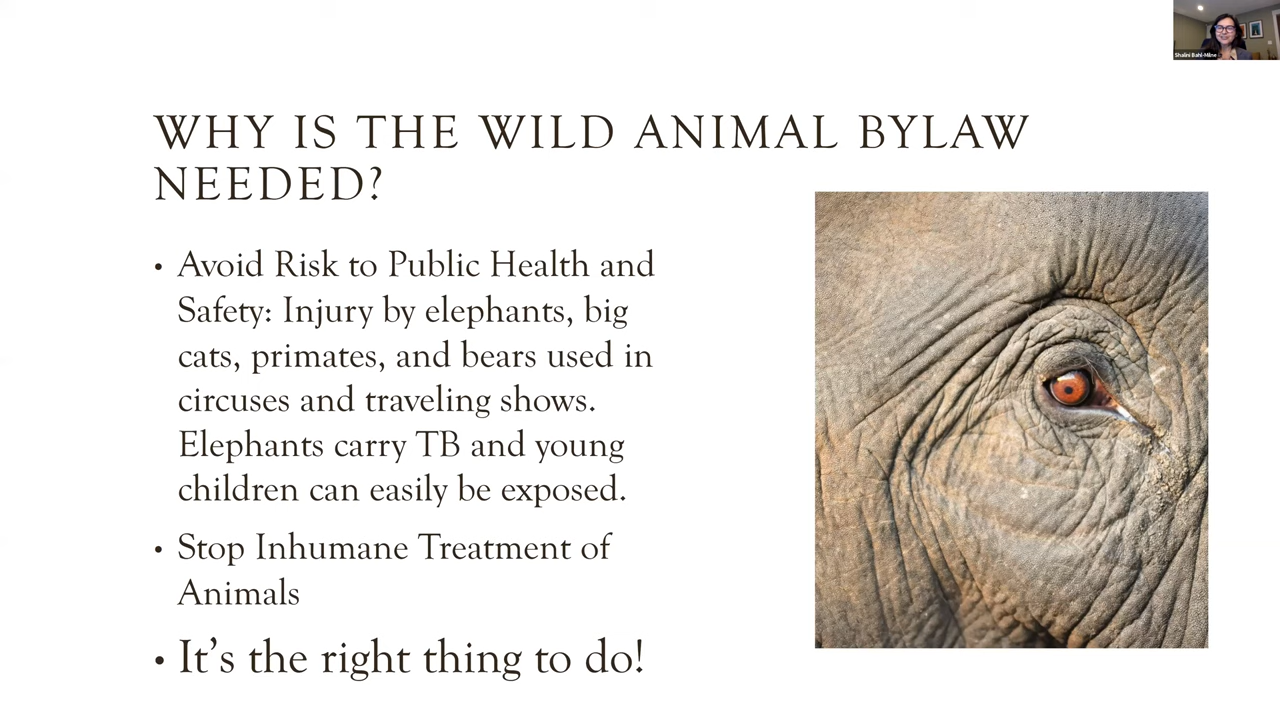 Shalini Bahl-Milne
WHY IS THE WILD ANIMAL BYLAW
NEEDED?
• Avoid Risk to Public Health and
Safety: Injury by elephants, big
cats, primates, and bears used in
circuses and traveling shows.
Elephants carry TB and young
children can easily be exposed.
• Stop Inhumane Treatment of
Animals
• It's the right thing to do!